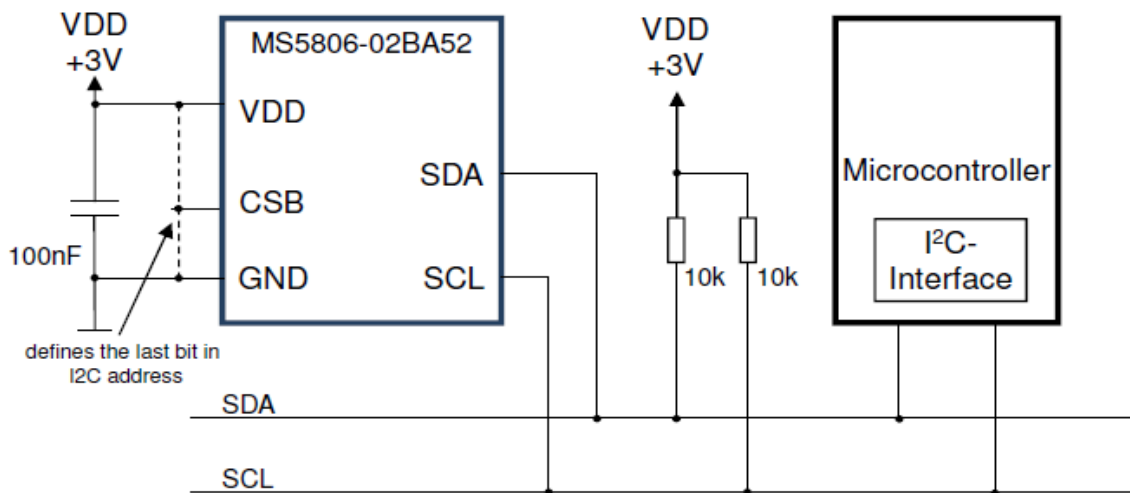 VDD
+3V
MS5806-02BA52
VDD
CSB
GND
SDA
SCL
100nF
defines the last bit in
I2C address
VDD
+3V
10k
10k
Microcontroller
I²C-
Interface
SDA
SCL